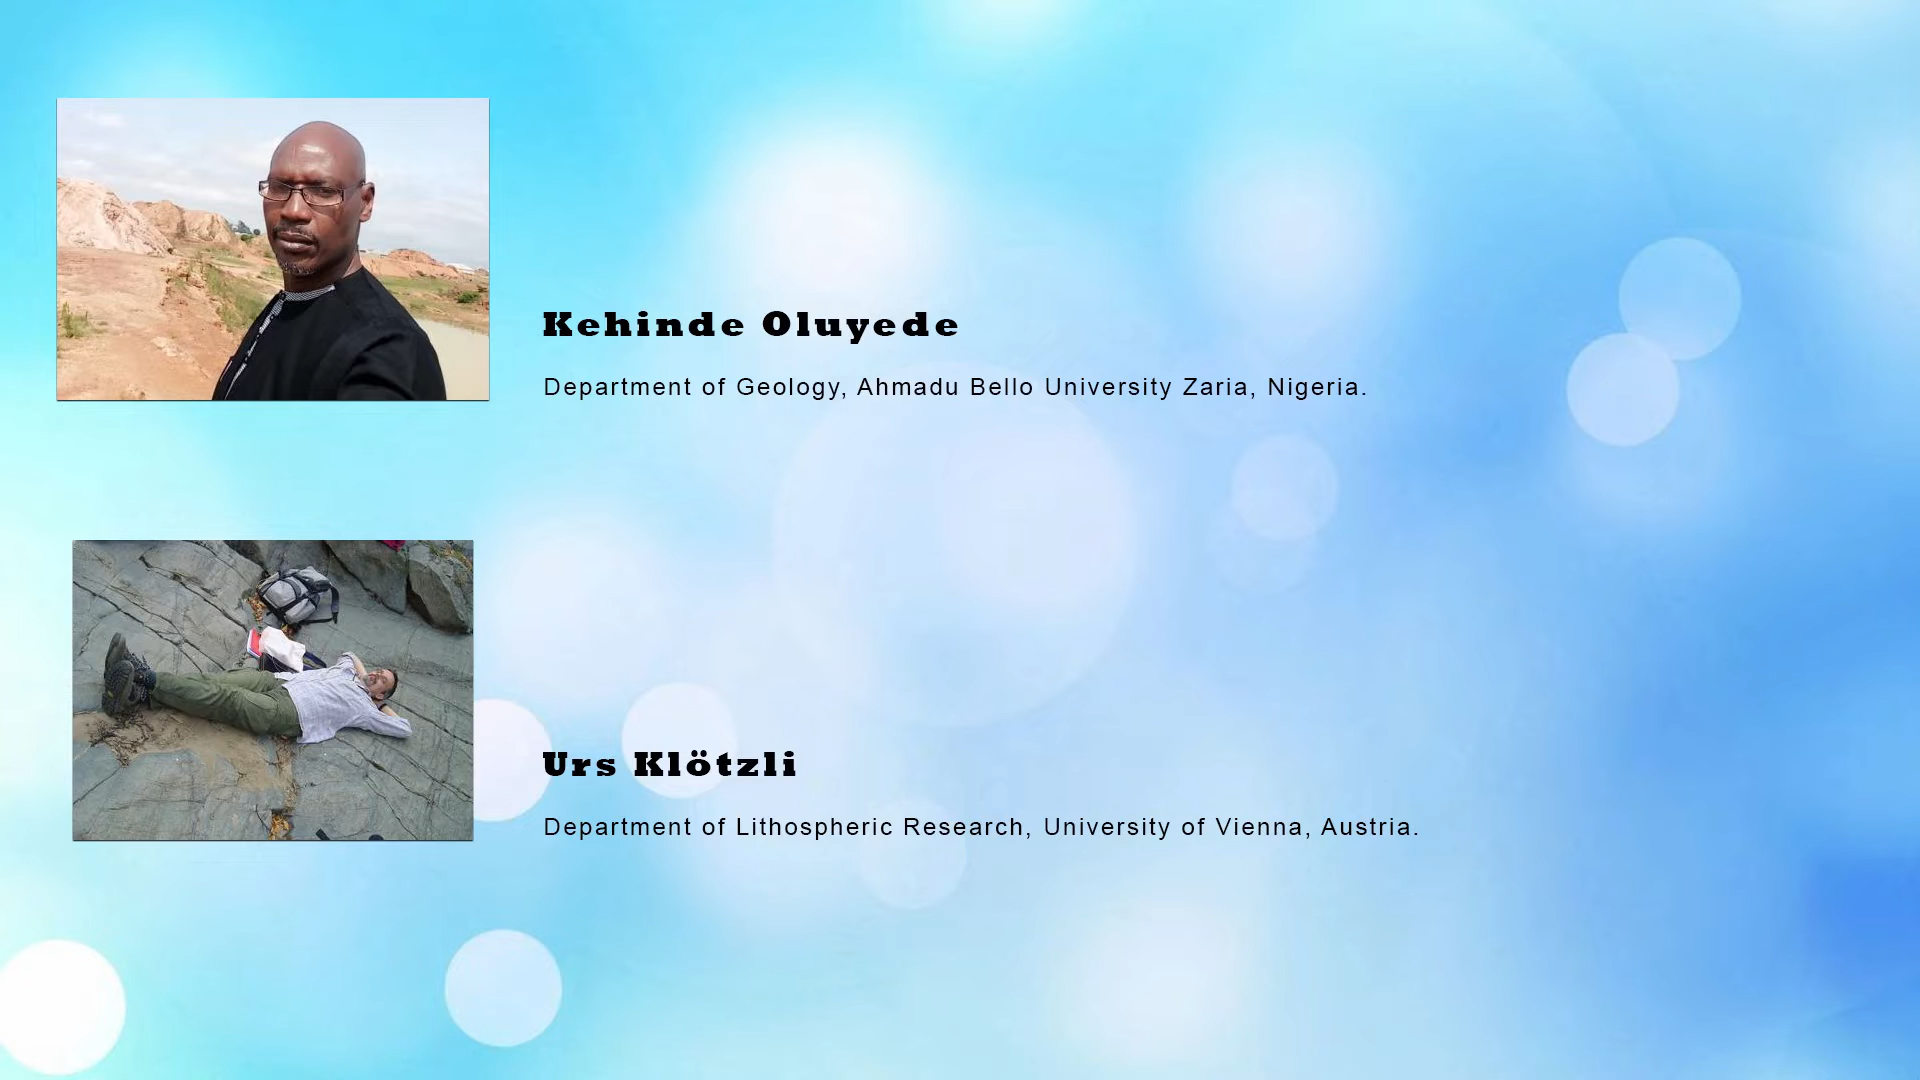 Kehinde Oluyede
Department of Geology, Ahmadu Bello University Zaria, Nigeria.
Urs Klötzli
Department of Lithospheric Research, University of Vienna, Austria.